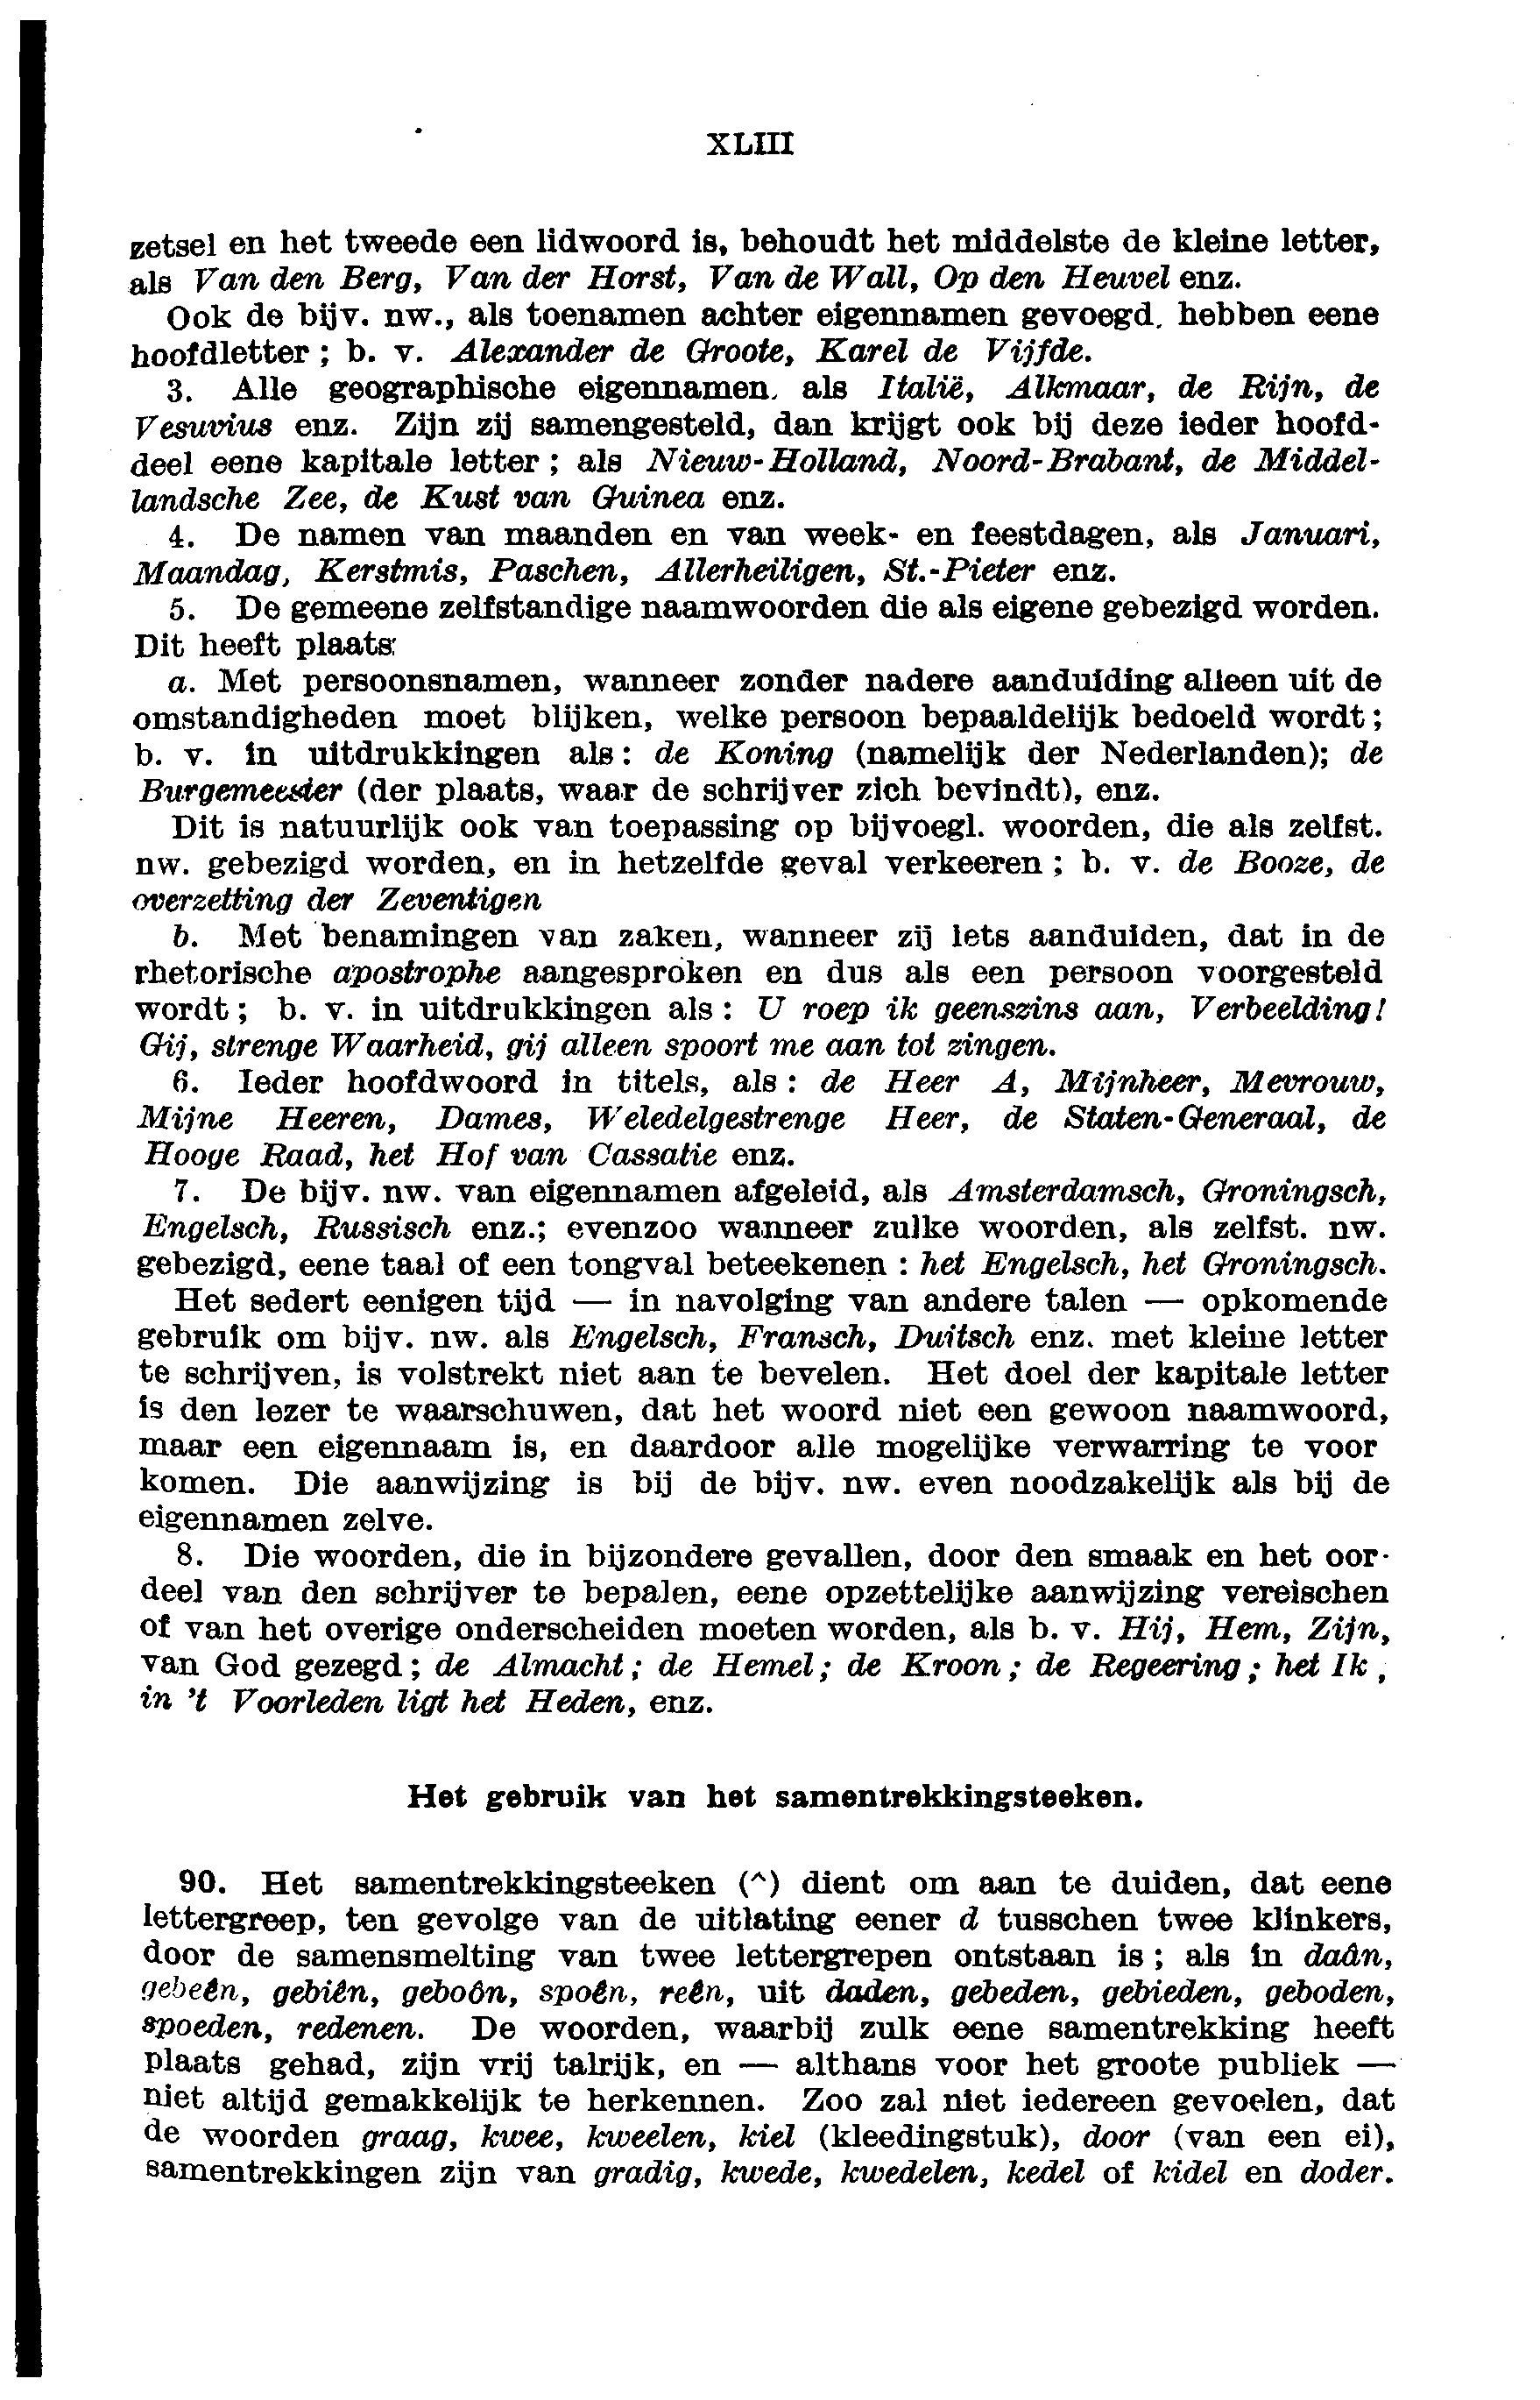 XLIII
zetsel en het tweede een lidwoord is, behoudt het middelste de kleine letter,
als Van den Berg, Van der Horst, Van de Wall, Op den Heuvel enz.
Ook de bijv. nw., als toenamen achter eigennamen gevoegd, hebben eene
hoofdletter; b. v. Alexander de Groote, Karel de Vijfde.
3. Alle geographische eigennamen, als Italië, Alkmaar, de Rijn, de
Vesuvius enz. Zijn zij samengesteld, dan krijgt ook bij deze ieder hoofd-
deel eene kapitale letter; als Nieuw-Holland, Noord-Brabant, de Middel-
landsche Zee, de Kust van Guinea enz.
4. De namen van maanden en van week- en feestdagen, als Januari,
Maandag, Kerstmis, Paschen, Allerheiligen, St.-Pieter enz.
5. De gemeene zelfstandige naamwoorden die als eigene gebezigd worden.
Dit heeft plaats:
a. Met persoonsnamen, wanneer zonder nadere aanduiding alleen uit de
omstandigheden moet blijken, welke persoon bepaaldelijk bedoeld wordt;
b. v. in uitdrukkingen als: de Koning (namelijk der Nederlanden); de
Burgemeester (der plaats, waar de schrijver zich bevindt), enz.
Dit is natuurlijk ook van toepassing op bijvoegl. woorden, die als zelfst.
nw. gebezigd worden, en in hetzelfde geval verkeeren; b. v. de Booze, de
overzetting der Zeventigen
b. Met benamingen van zaken, wanneer zij iets aanduiden, dat in de
rhetorische apostrophe aangesproken en dus als een persoon voorgesteld
wordt; b. v. in uitdrukkingen als: U roep ik geenszins aan, Verbeelding!
Gij, strenge Waarheid, gij alleen spoort me aan tot zingen.
6. Ieder hoofdwoord in titels, als: de Heer A, Mijnheer, Mevrouw,
Mijne Heeren, Dames, Weledelgestrenge Heer, de Staten-Generaal, de
Hooge Raad, het Hof van Cassatie enz.
7. De bijv. nw. van eigennamen afgeleid, als Amsterdamsch, Groningsch,
Engelsch, Russisch enz.; evenzoo wanneer zulke woorden, als zelfst. nw.
gebezigd, eene taal of een tongval beteekenen: het Engelsch, het Groningsch.
Het sedert eenigen tijd — in navolging van andere talen — opkomende
gebruik om bijv. nw. als Engelsch, Fransch, Duitsch enz. met kleine letter
te schrijven, is volstrekt niet aan te bevelen. Het doel der kapitale letter
is den lezer te waarschuwen, dat het woord niet een gewoon naamwoord,
maar een eigennaam is, en daardoor alle mogelijke verwarring te voor
komen. Die aanwijzing is bij de bijv. nw. even noodzakelijk als bij de
eigennamen zelve.
8. Die woorden, die in bijzondere gevallen, door den smaak en het oor-
deel van den schrijver te bepalen, eene opzettelijke aanwijzing vereischen
of van het overige onderscheiden moeten worden, als b. v. Hij, Hem, Zijn,
van God gezegd; de Almacht; de Hemel; de Kroon; de Regeering; het Ik,
in 't Voorleden ligt het Heden, enz.
Het gebruik van het samentrekkingsteeken.
90. Het samentrekkingsteeken (^) dient om aan te duiden, dat eene
lettergreep, ten gevolge van de uitlating eener d tusschen twee klinkers,
door de samensmelting van twee lettergrepen ontstaan is; als in daân,
gebeên, gebiên, geboôn, spoên, reên, uit daden, gebeden, gebieden, geboden,
spoeden, redenen. De woorden, waarbij zulk eene samentrekking heeft
plaats gehad, zijn vrij talrijk, en — althans voor het groote publiek —
niet altijd gemakkelijk te herkennen. Zoo zal niet iedereen gevoelen, dat
de woorden graag, kwee, kweelen, kiel (kleedingstuk), door (van een ei),
samentrekkingen zijn van gradig, kwede, kwedelen, kedel of kidel en doder.